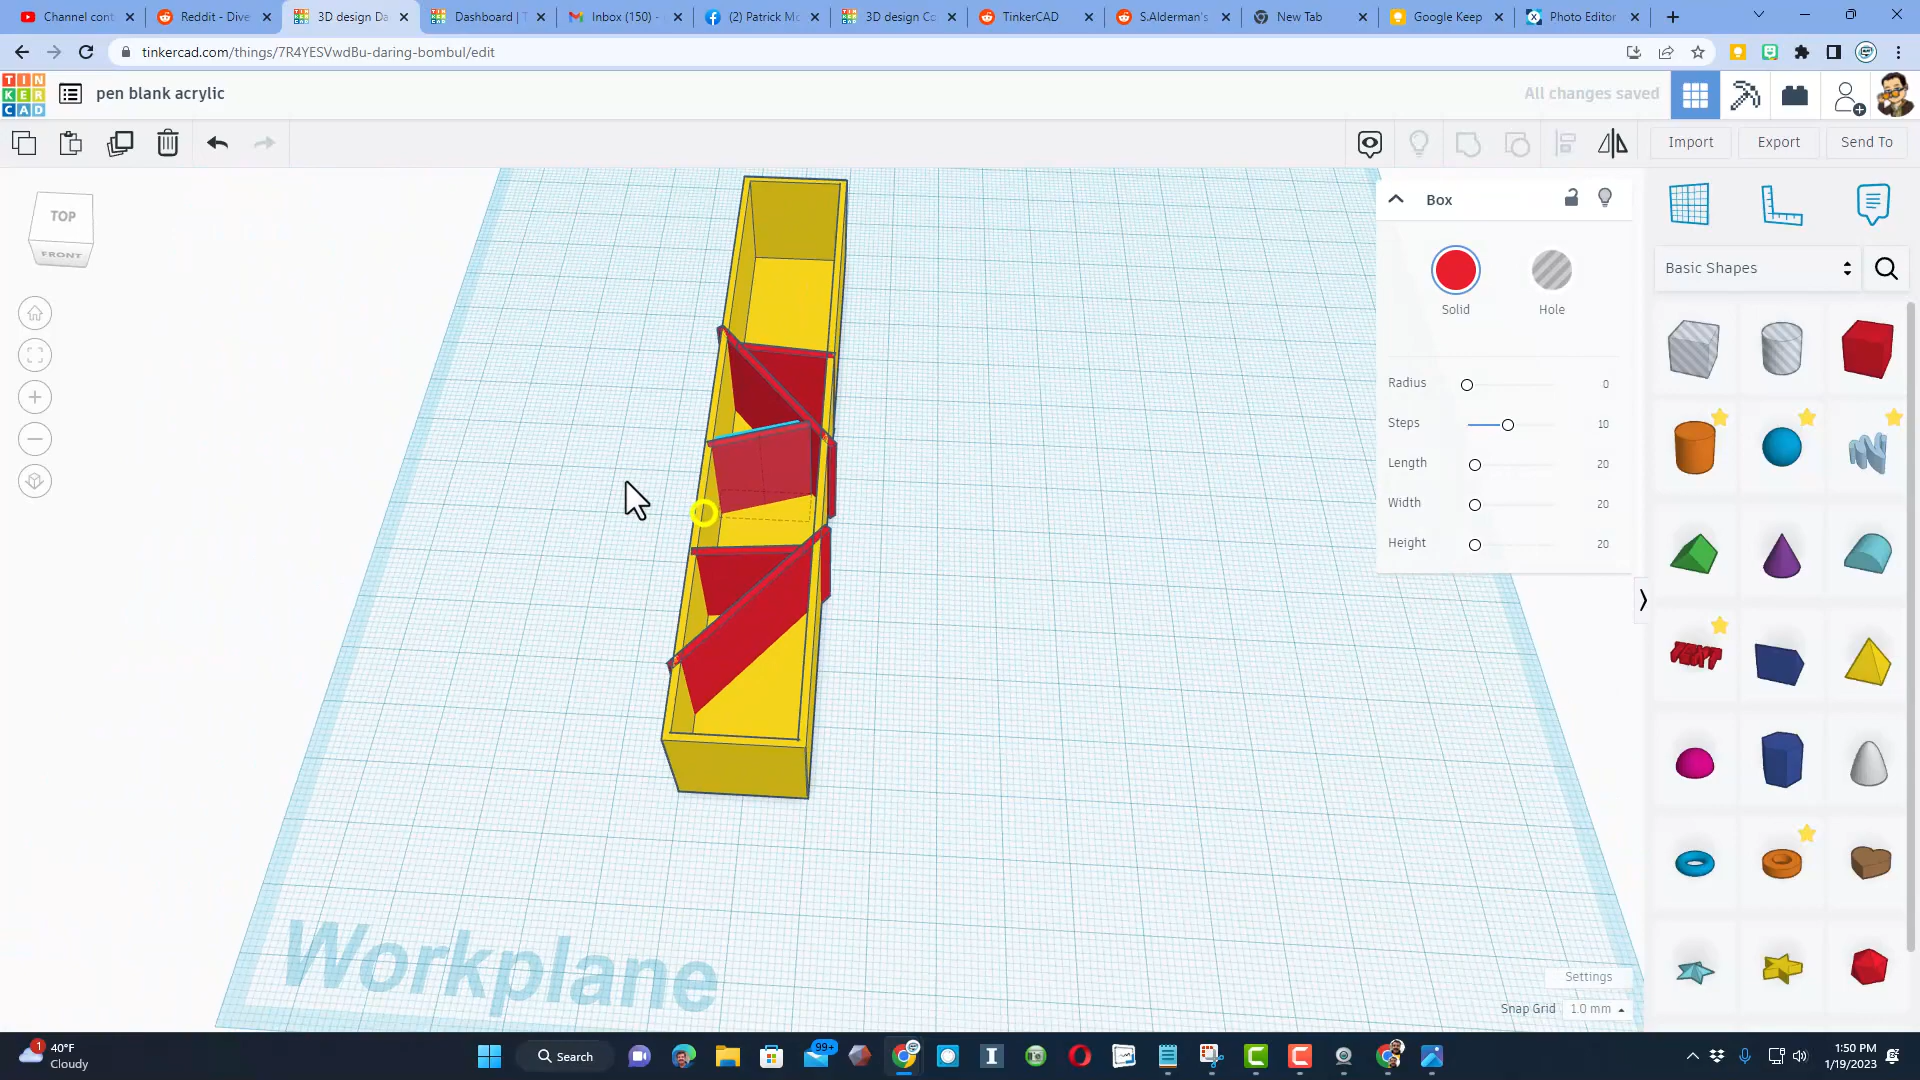 Channel cont
Reddit - Dive
3D design Da
Dashboard | T
Inbox (150) -
(2) Patrick Mc
3D design Co
TinkerCAD
S.Alderman's
New Tab
Google Keep
Photo Editor
tinkercad.com/things/7R4YESVwdBu-daring-bombul/edit
TIN
KER
CAD
pen blank acrylic
All changes saved
Import
Export
Send To
TOP
FRONT
Box
Solid
Hole
Radius 0
Steps 10
Length 20
Width 20
Height 20
Basic Shapes
TEXT
Workplane
Settings
Snap Grid 1.0 mm
1
40°F
Cloudy
Search
99+
1:50 PM
1/19/2023